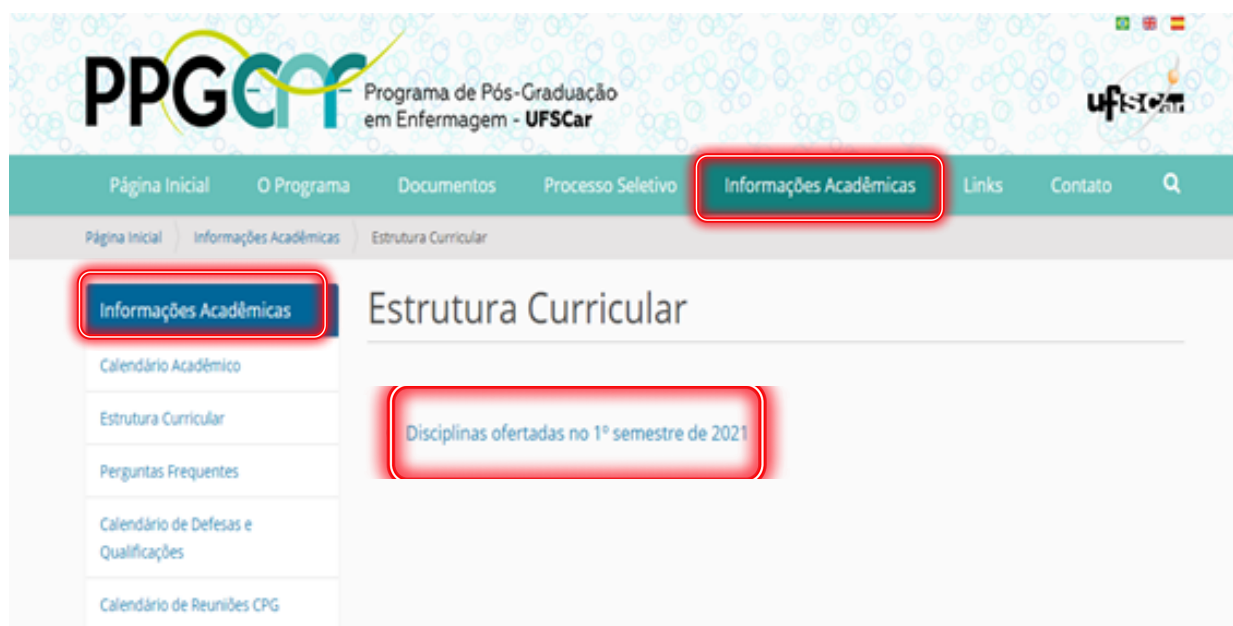 PPGEnf
Programa de Pós-Graduação
em Enfermagem - UFSCar
ufscar
Página Inicial O Programa Documentos Processo Seletivo Informações Acadêmicas Links Contato
Página Inicial Informações Acadêmicas Estrutura Curricular
Informações Acadêmicas
Calendário Acadêmico
Estrutura Curricular
Perguntas Frequentes
Calendário de Defesas e
Qualificações
Calendário de Reuniões CPG
Estrutura Curricular
Disciplinas ofertadas no 1º semestre de 2021